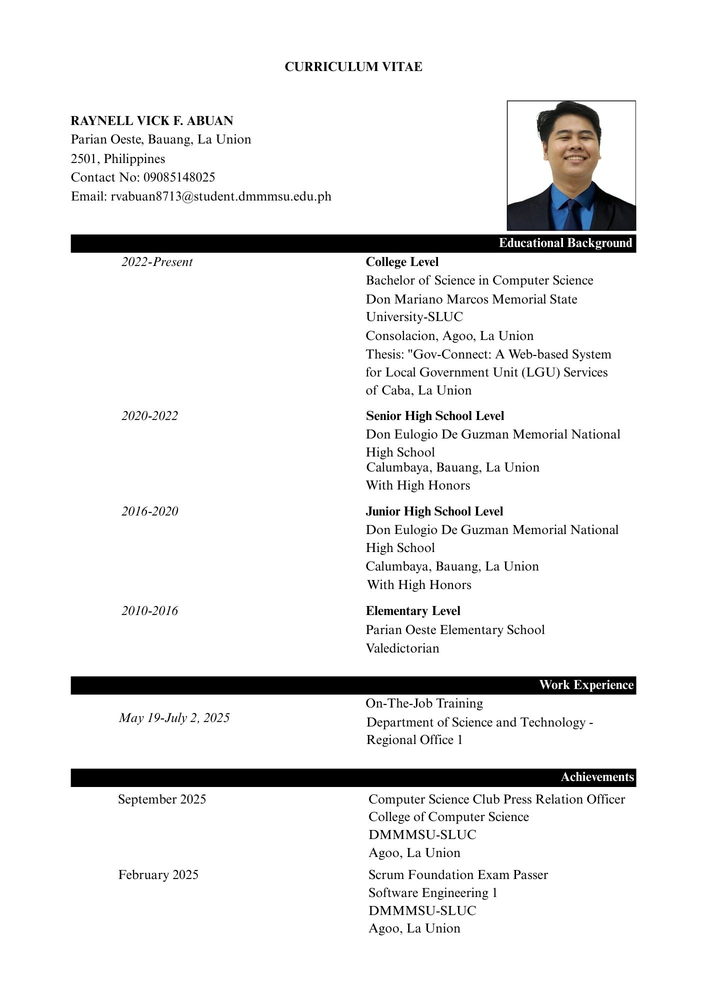 CURRICULUM VITAE
RAYNELL VICK F. ABUAN
Parian Oeste, Bauang, La Union
2501, Philippines
Contact No: 09085148025
Email: rvabuan8713@student.dmmmsu.edu.ph
Educational Background
2022-Present
College Level
Bachelor of Science in Computer Science
Don Mariano Marcos Memorial State
University-SLUC
Consolacion, Agoo, La Union
Thesis: "Gov-Connect: A Web-based System
for Local Government Unit (LGU) Services
of Caba, La Union
2020-2022
Senior High School Level
Don Eulogio De Guzman Memorial National
High School
Calumbaya, Bauang, La Union
With High Honors
2016-2020
Junior High School Level
Don Eulogio De Guzman Memorial National
High School
Calumbaya, Bauang, La Union
With High Honors
2010-2016
Elementary Level
Parian Oeste Elementary School
Valedictorian
Work Experience
May 19-July 2, 2025
On-The-Job Training
Department of Science and Technology -
Regional Office 1
Achievements
September 2025
Computer Science Club Press Relation Officer
College of Computer Science
DMMMSU-SLUC
Agoo, La Union
February 2025
Scrum Foundation Exam Passer
Software Engineering 1
DMMMSU-SLUC
Agoo, La Union